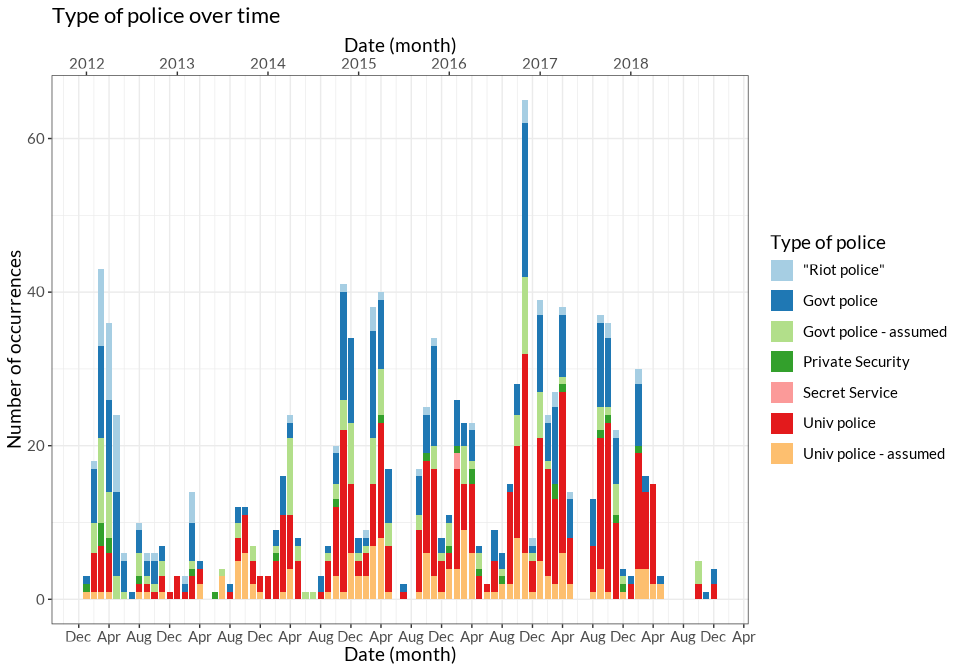 Type of police over time
Date (month)
2012 2013 2014 2015 2016 2017 2018
Number of occurrences
60
40
20
0
Dec Apr Aug Dec Apr Aug Dec Apr Aug Dec Apr Aug Dec Apr Aug Dec Apr Aug Dec Apr Aug Dec Apr
Date (month)
Type of police
"Riot police"
Govt police
Govt police - assumed
Private Security
Secret Service
Univ police
Univ police - assumed